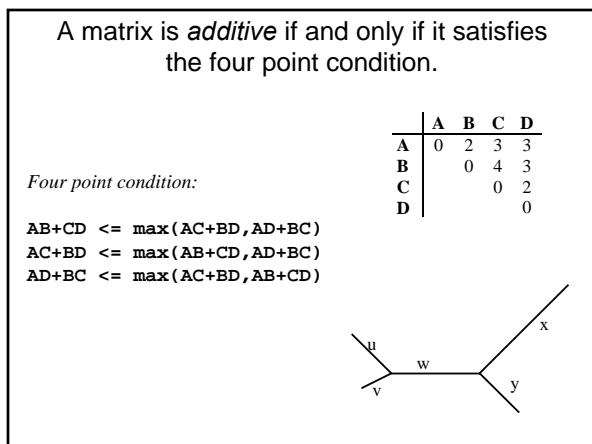 A matrix is additive if and only if it satisfies
the four point condition.
A B C D
A 0 2 3 3
B 0 4 3
C 0 2
D 0
Four point condition:
AB+CD <= max(AC+BD,AD+BC)
AC+BD <= max(AB+CD,AD+BC)
AD+BC <= max(AC+BD,AB+CD)
u
v
w
x
y